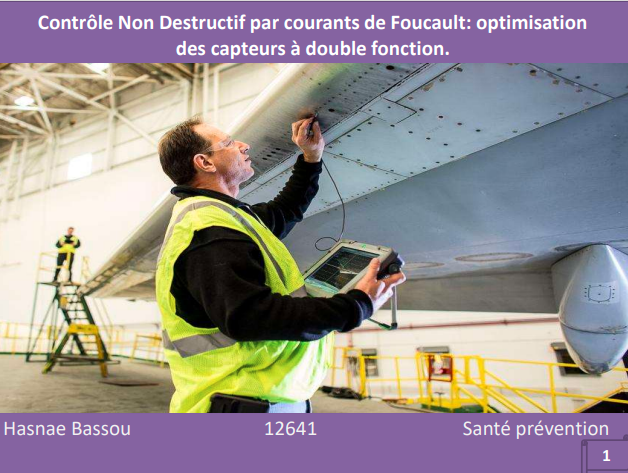 Contrôle Non Destructif par courants de Foucault: optimisation
des capteurs à double fonction.
Hasnae Bassou 12641 Santé prévention
1